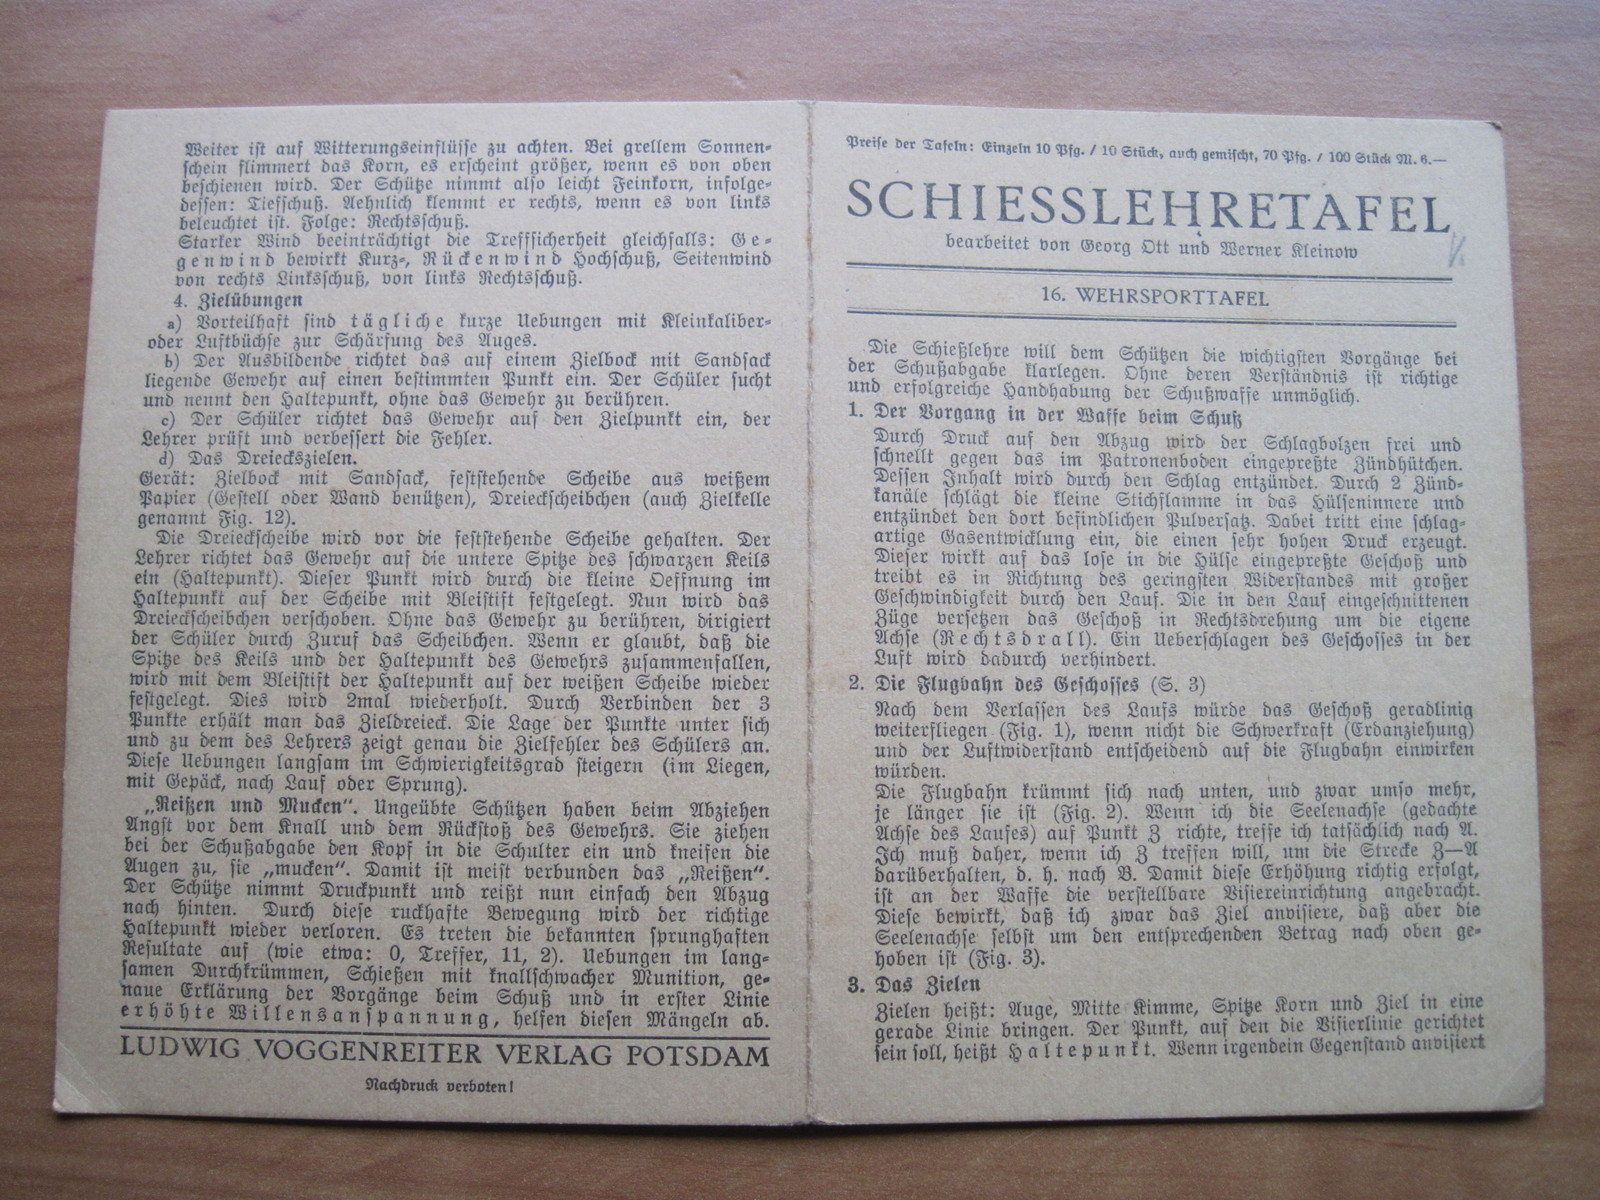 Weiter ist auf Witterungseinflüsse zu achten. Bei grellem Sonnen-
schein flimmert das Korn, es erscheint größer, wenn es von oben
beschienen wird. Der Schütze nimmt also leicht Feinkorn, infolge-
dessen: Tiefschuß. Aehnlich klemmt er rechts, wenn es von links
beleuchtet ist. Folge: Rechtsschuß.
Starker Wind beeinträchtigt die Treffsicherheit gleichfalls: Ge-
genwind bewirkt Kurz-, Rückenwind Hochschuß, Seitenwind
von rechts Linksschuß, von links Rechtsschuß.
4. Zielübungen
a) Vorteilhaft sind tägliche kurze Uebungen mit Kleinkaliber-
oder Luftbüchse zur Schärfung des Auges.
b) Der Ausbildende richtet das auf einem Zielbock mit Sandsack
liegende Gewehr auf einen bestimmten Punkt ein. Der Schüler sucht
und nennt den Haltepunkt, ohne das Gewehr zu berühren.
c) Der Schüler richtet das Gewehr auf den Zielpunkt ein, der
Lehrer prüft und verbessert die Fehler.
d) Das Dreieckszielen.
Gerät: Zielbock mit Sandsack, feststehende Scheibe aus weißem
Papier (Gestell oder Wand benützen), Dreieckscheibchen (auch Zielkelle
genannt Fig. 12).
Die Dreieckscheibe wird vor die feststehende Scheibe gehalten. Der
Lehrer richtet das Gewehr auf die untere Spitze des schwarzen Keils
ein (Haltepunkt). Dieser Punkt wird durch die kleine Oeffnung im
Haltepunkt auf der Scheibe mit Bleistift festgelegt. Nun wird das
Dreieckscheibchen verschoben. Ohne das Gewehr zu berühren, dirigiert
der Schüler durch Zuruf das Scheibchen. Wenn er glaubt, daß die
Spitze des Keils und der Haltepunkt des Gewehrs zusammenfallen,
wird mit dem Bleistift der Haltepunkt auf der weißen Scheibe wieder
festgelegt. Dies wird 2mal wiederholt. Durch Verbinden der 3
Punkte erhält man das Zieldreieck. Die Lage der Punkte unter sich
und zu dem des Lehrers zeigt genau die Zielfehler des Schülers an.
Diese Uebungen langsam im Schwierigkeitsgrad steigern (im Liegen,
mit Gepäck, nach Lauf oder Sprung).
„Reißen und Mucken“. Ungeübte Schützen haben beim Abziehen
Angst vor dem Knall und dem Rückstoß des Gewehrs. Sie ziehen
bei der Schußabgabe den Kopf in die Schulter ein und kneifen die
Augen zu, sie „mucken“. Damit ist meist verbunden das „Reißen“.
Der Schütze nimmt Druckpunkt und reißt nun einfach den Abzug
nach hinten. Durch diese ruckhafte Bewegung wird der richtige
Haltepunkt wieder verloren. Es treten die bekannten sprunghaften
Resultate auf (wie etwa: 0, Treffer, 11, 2). Uebungen im lang-
samen Durchkrümmen, Schießen mit knallschwacher Munition, ge-
naue Erklärung der Vorgänge beim Schuß und in erster Linie
erhöhte Willensanspannung, helfen diesen Mängeln ab.
LUDWIG VOGGENREITER VERLAG POTSDAM
Nachdruck verboten!
Preise der Tafeln: Einzeln 10 Pfg. / 10 Stück, auch gemischt, 70 Pfg. / 100 Stück M. 6.—
SCHIESSLEHRETAFEL
bearbeitet von Georg Ott und Werner Kleinow
16. WEHRSPORTTAFEL
Die Schießlehre will dem Schützen die wichtigsten Vorgänge bei
der Schußabgabe klarlegen. Ohne deren Verständnis ist richtige
und erfolgreiche Handhabung der Schußwaffe unmöglich.
1. Der Vorgang in der Waffe beim Schuß
Durch Druck auf den Abzug wird der Schlagbolzen frei und
schnellt gegen das im Patronenboden eingepreßte Zündhütchen.
Dessen Inhalt wird durch den Schlag entzündet. Durch 2 Zünd-
kanäle schlägt die kleine Stichflamme in das Hülseninnere und
entzündet den dort befindlichen Pulversatz. Dabei tritt eine schlag-
artige Gasentwicklung ein, die einen sehr hohen Druck erzeugt.
Dieser wirkt auf das lose in die Hülse eingepreßte Geschoß und
treibt es in Richtung des geringsten Widerstandes mit großer
Geschwindigkeit durch den Lauf. Die in den Lauf eingeschnittenen
Züge versetzen das Geschoß in Rechtsdrehung um die eigene
Achse (Rechtsdrall). Ein Ueberschlagen des Geschosses in der
Luft wird dadurch verhindert.
2. Die Flugbahn des Geschosses (S. 3)
Nach dem Verlassen des Laufs würde das Geschoß geradlinig
weiterfliegen (Fig. 1), wenn nicht die Schwerkraft (Erdanziehung)
und der Luftwiderstand entscheidend auf die Flugbahn einwirken
würden.
Die Flugbahn krümmt sich nach unten, und zwar umso mehr,
je länger sie ist (Fig. 2). Wenn ich die Seelenachse (gedachte
Achse des Laufes) auf Punkt Z richte, treffe ich tatsächlich nach A.
Ich muß daher, wenn ich Z treffen will, um die Strecke Z—A
darüberhalten, d. h. nach B. Damit diese Erhöhung richtig erfolgt,
ist an der Waffe die verstellbare Visiereinrichtung angebracht.
Diese bewirkt, daß ich zwar das Ziel anvisiere, daß aber die
Seelenachse selbst um den entsprechenden Betrag nach oben ge-
hoben ist (Fig. 3).
3. Das Zielen
Zielen heißt: Auge, Mitte Kimme, Spitze Korn und Ziel in eine
gerade Linie bringen. Der Punkt, auf den die Visierlinie gerichtet
sein soll, heißt Haltepunkt. Wenn irgendein Gegenstand anvisiert